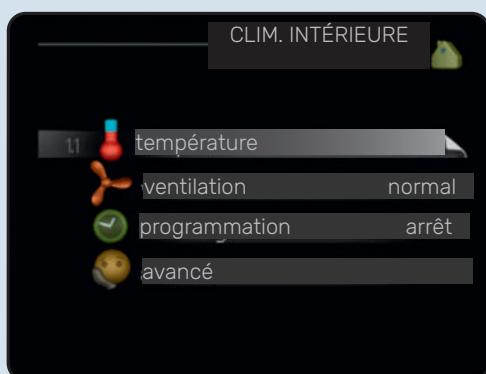 CLIM. INTÉRIEURE
1.1 température
ventilation normal
programmation arrêt
avancé